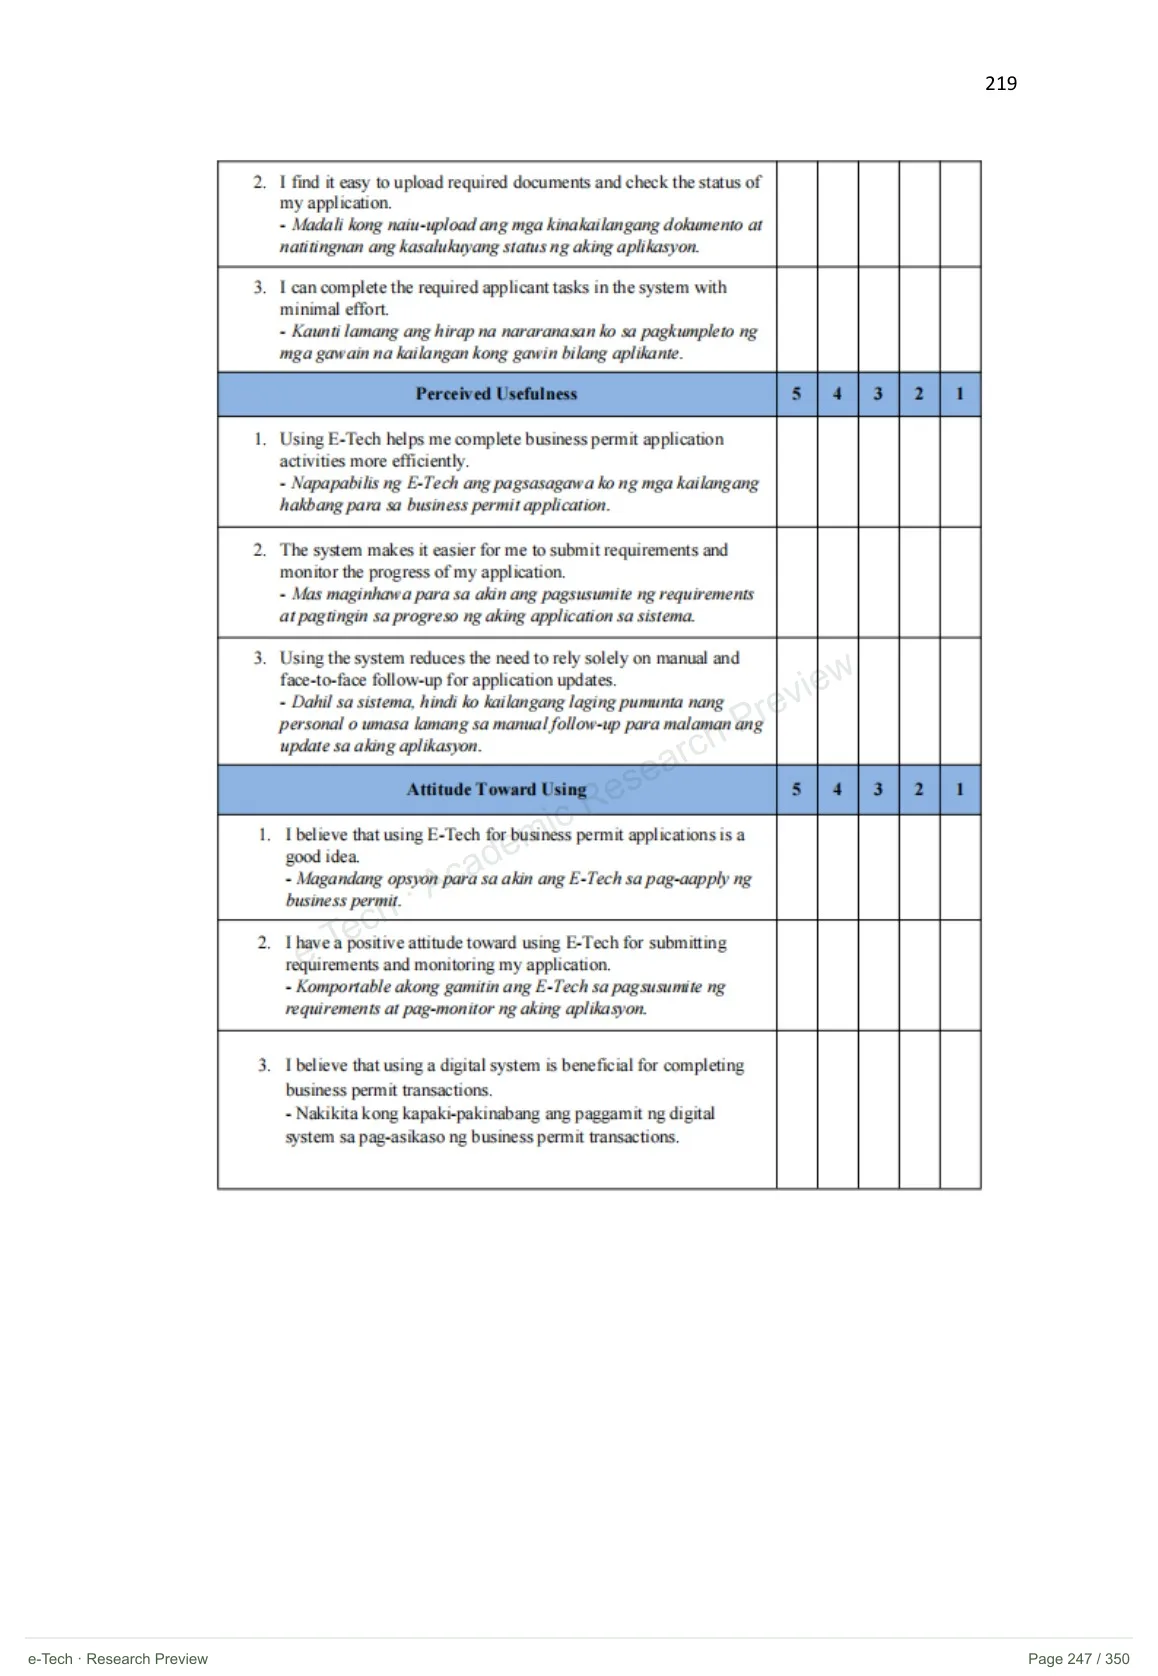 219
2. I find it easy to upload required documents and check the status of
my application.
- Madali kong naiu-upload ang mga kinakailangang dokumento at
natitingnan ang kasalukuyang status ng aking aplikasyon.
3. I can complete the required applicant tasks in the system with
minimal effort.
- Kaunti lamang ang hirap na nararanasan ko sa pagkumpleto ng
mga gawain na kailangan kong gawin bilang aplikante.
Perceived Usefulness 5 4 3 2 1
1. Using E-Tech helps me complete business permit application
activities more efficiently.
- Napapabilis ng E-Tech ang pagsasagawa ko ng mga kailangang
hakbang para sa business permit application.
2. The system makes it easier for me to submit requirements and
monitor the progress of my application.
- Mas maginhawa para sa akin ang pagsusumite ng requirements
at pagtingin sa progreso ng aking application sa sistema.
3. Using the system reduces the need to rely solely on manual and
face-to-face follow-up for application updates.
- Dahil sa sistema, hindi ko kailangang laging pumunta nang
personal o umasa lamang sa manual follow-up para malaman ang
update sa aking aplikasyon.
Attitude Toward Using 5 4 3 2 1
1. I believe that using E-Tech for business permit applications is a
good idea.
- Magandang opsyon para sa akin ang E-Tech sa pag-aapply ng
business permit.
2. I have a positive attitude toward using E-Tech for submitting
requirements and monitoring my application.
- Komportable akong gamitin ang E-Tech sa pagsusumite ng
requirements at pag-monitor ng aking aplikasyon.
3. I believe that using a digital system is beneficial for completing
business permit transactions.
- Nakikita kong kapaki-pakinabang ang paggamit ng digital
system sa pag-asikaso ng business permit transactions.
e-Tech · Academic Research Preview
e-Tech · Research Preview
Page 247 / 350